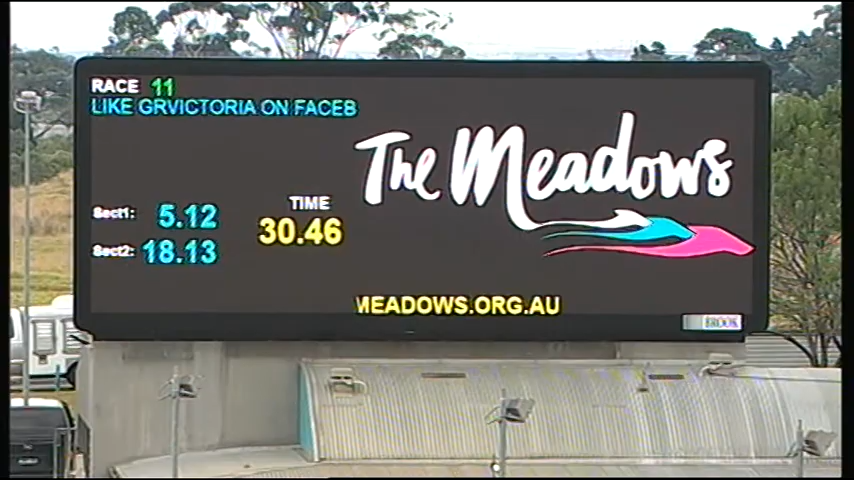 RACE 11
LIKE GRVICTORIA ON FACEB
The Meadows
TIME
Sect1: 5.12
30.46
Sect2: 18.13
MEADOWS.ORG.AU